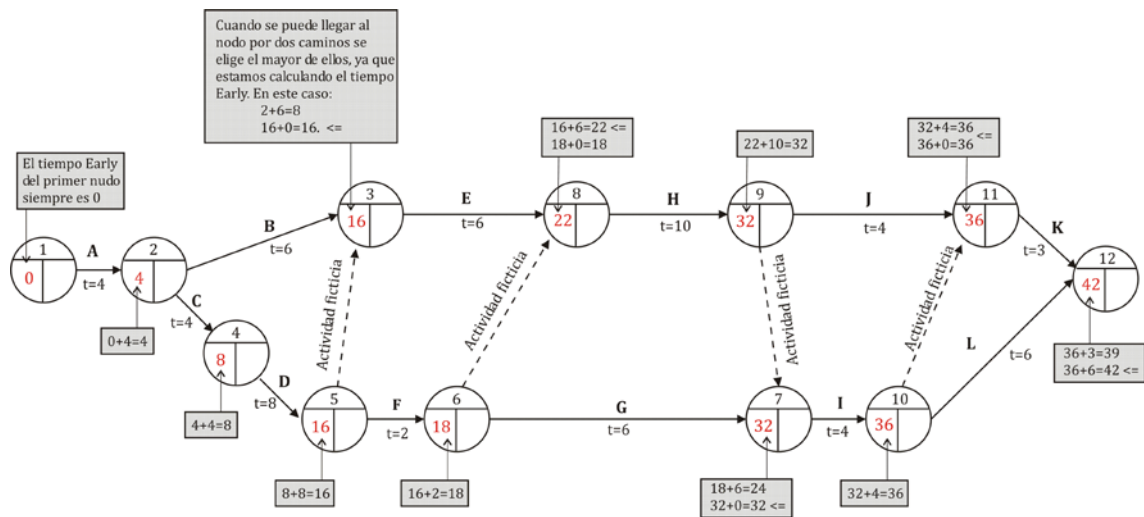 Cuando se puede llegar al
nodo por dos caminos se
elige el mayor de ellos, ya que
estamos calculando el tiempo
Early. En este caso:
2+6=8
16+0=16. <=
El tiempo Early
del primer nudo
siempre es 0
16+6=22 <=
18+0=18
22+10=32
32+4=36
36+0=36 <=
1
0
A
t=4
2
4
0+4=4
B
t=6
C
t=4
4
8
4+4=8
D
t=8
3
16
E
t=6
8
22
H
t=10
9
32
J
t=4
11
36
K
t=3
12
42
36+3=39
36+6=42 <=
Actividad ficticia
Actividad ficticia
Actividad ficticia
Actividad ficticia
L
t=6
5
16
8+8=16
F
t=2
6
18
16+2=18
G
t=6
7
32
18+6=24
32+0=32 <=
I
t=4
10
36
32+4=36